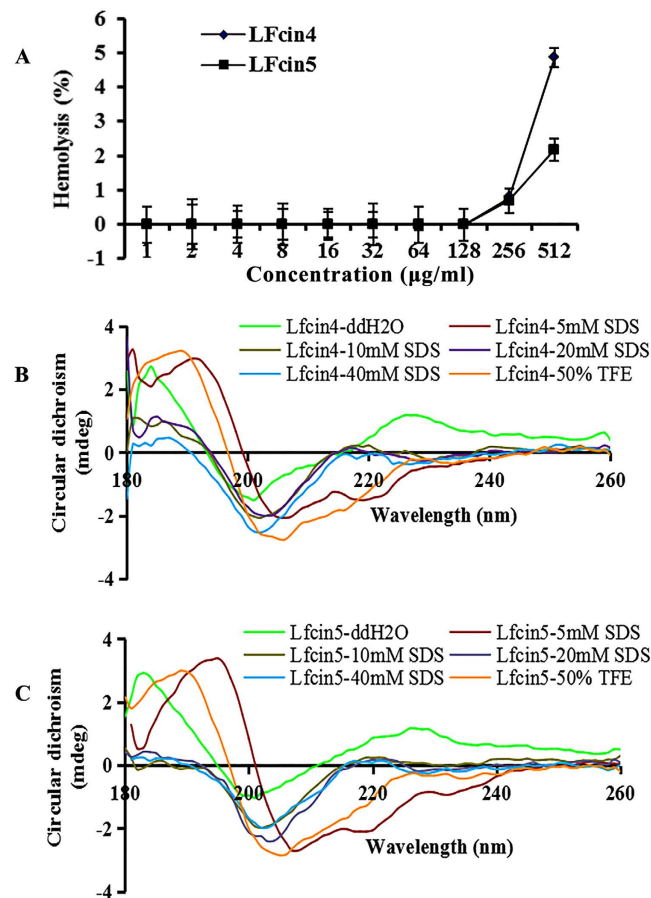 A
Hemolysis (%)
6
5
4
3
2
1
0
-1
LFcin4
LFcin5
1 2 4 8 16 32 64 128 256 512
Concentration (µg/ml)
B
Circular dichroism
(mdeg)
4
2
0
-2
-4
Lfcin4-ddH2O Lfcin4-5mM SDS
Lfcin4-10mM SDS Lfcin4-20mM SDS
Lfcin4-40mM SDS Lfcin4-50% TFE
180 200 220 240 260
Wavelength (nm)
C
Circular dichroism
(mdeg)
4
2
0
-2
-4
Lfcin5-ddH2O Lfcin5-5mM SDS
Lfcin5-10mM SDS Lfcin5-20mM SDS
Lfcin5-40mM SDS Lfcin5-50% TFE
180 200 220 240 260
Wavelength (nm)